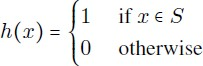 h(x) = {1 if x ϵ S
0 otherwise